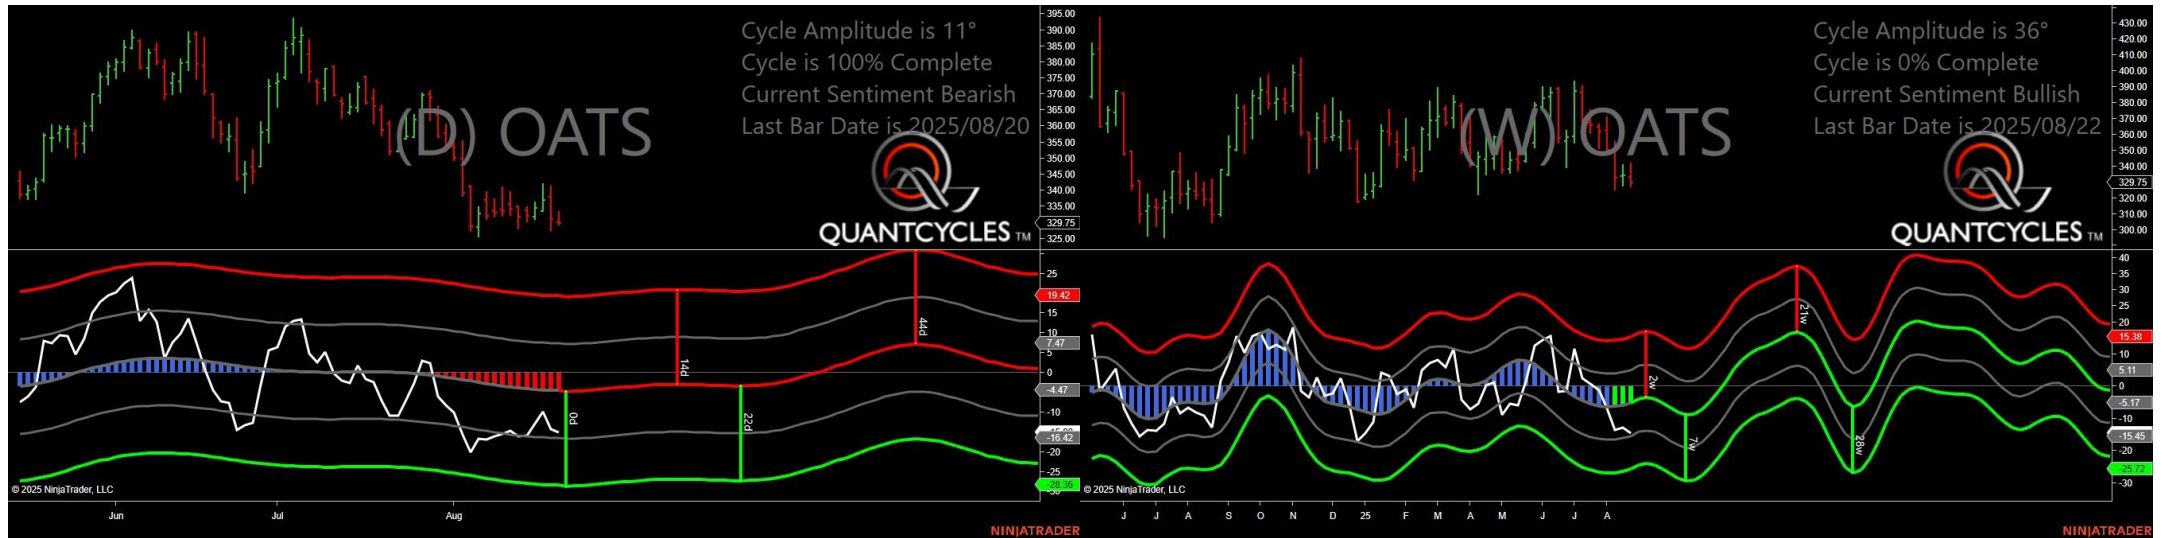 Cycle Amplitude is 11°
Cycle is 100% Complete
Current Sentiment Bearish
Last Bar Date is 2025/08/20
(D) OATS
QUANTCYCLES TM
395.00
390.00
385.00
380.00
375.00
370.00
365.00
360.00
355.00
350.00
345.00
340.00
335.00
329.75
325.00
25
19.42
15
10
7.47
5
0
-4.47
-10
-16.42
-20
-25
-28.36
14d
44d
0d
22d
© 2025 NinjaTrader, LLC
Jun
Jul
Aug
NINJATRADER
Cycle Amplitude is 36°
Cycle is 0% Complete
Current Sentiment Bullish
Last Bar Date is 2025/08/22
(W) OATS
QUANTCYCLES TM
430.00
420.00
410.00
400.00
390.00
380.00
370.00
360.00
350.00
340.00
329.75
320.00
310.00
300.00
40
35
30
20
15.38
10
5.11
0
-5.17
-10
-15.45
-20
-25.72
-30
2w
21w
7w
28w
© 2025 NinjaTrader, LLC
J
J
A
S
O
N
D
25
F
M
A
M
J
J
A
NINJATRADER